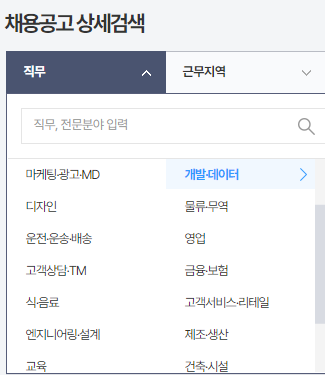 채용공고 상세검색
직무 근무지역
직무, 전문분야 입력
마케팅·광고·MD 개발·데이터
디자인 물류·무역
운전·운송·배송 영업
고객상담·TM 금융·보험
식·음료 고객서비스·리테일
엔지니어링·설계 제조·생산
교육 건축·시설